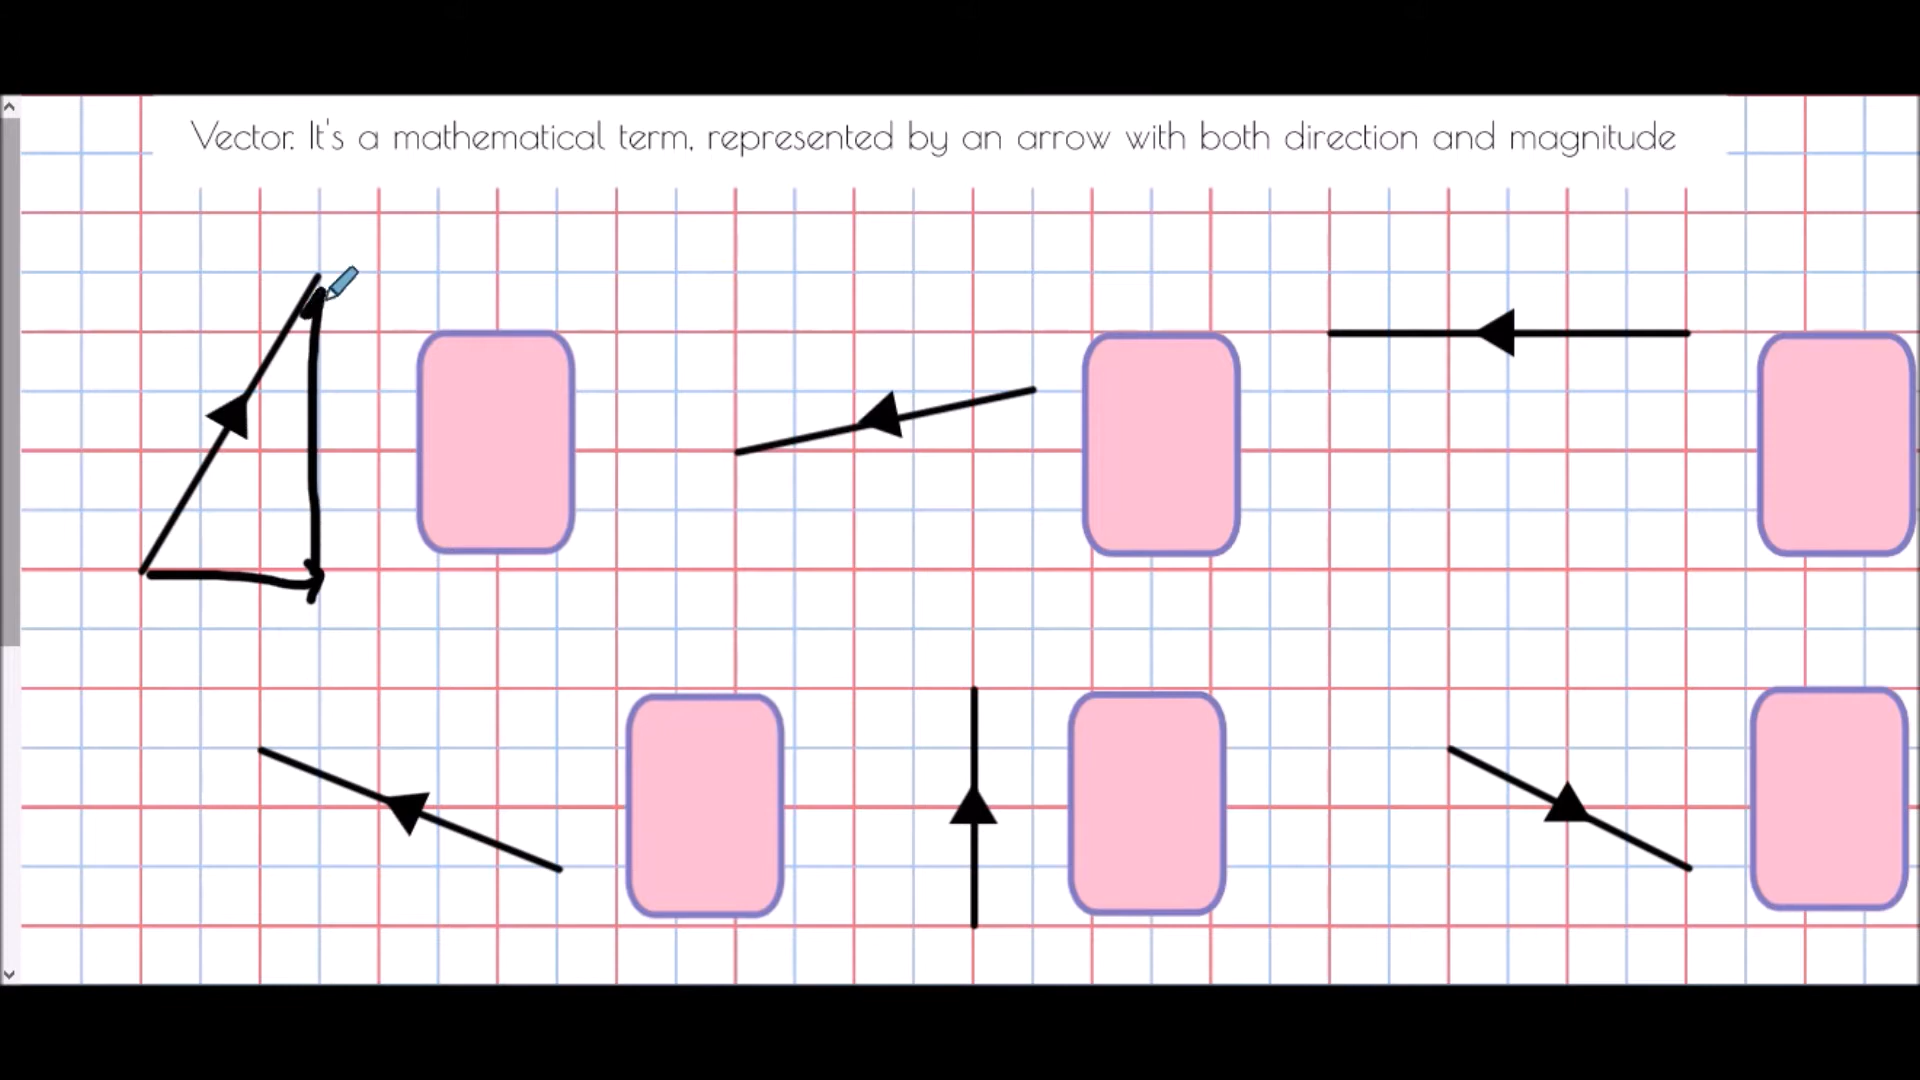 Vector: It's a mathematical term, represented by an arrow with both direction and magnitude